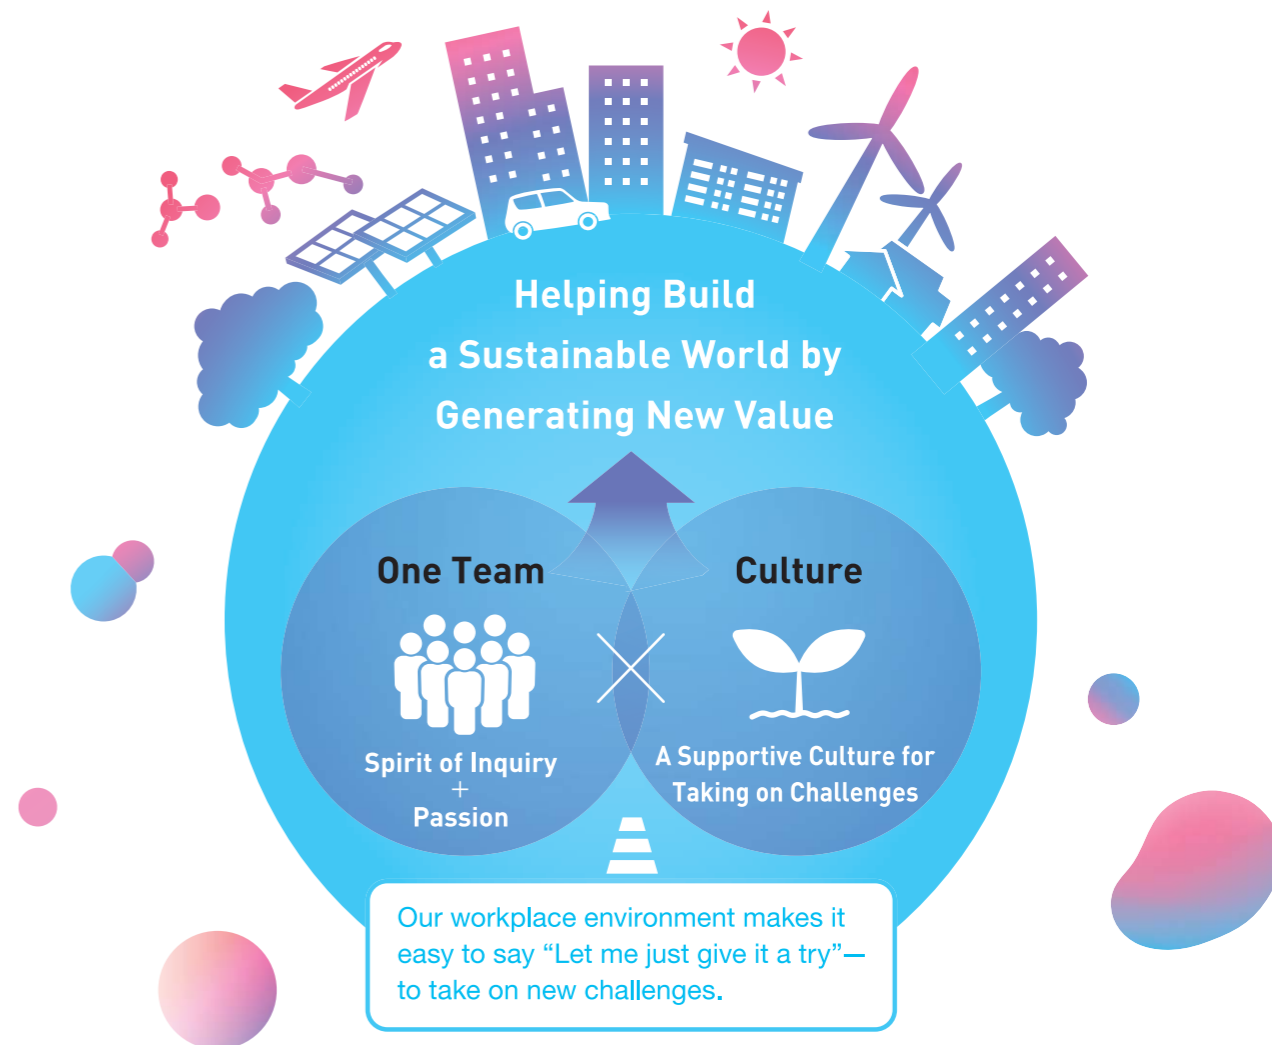 Helping Build
a Sustainable World by
Generating New Value
One Team
Spirit of Inquiry
+
Passion
Culture
A Supportive Culture for
Taking on Challenges
Our workplace environment makes it
easy to say “Let me just give it a try”—
to take on new challenges.